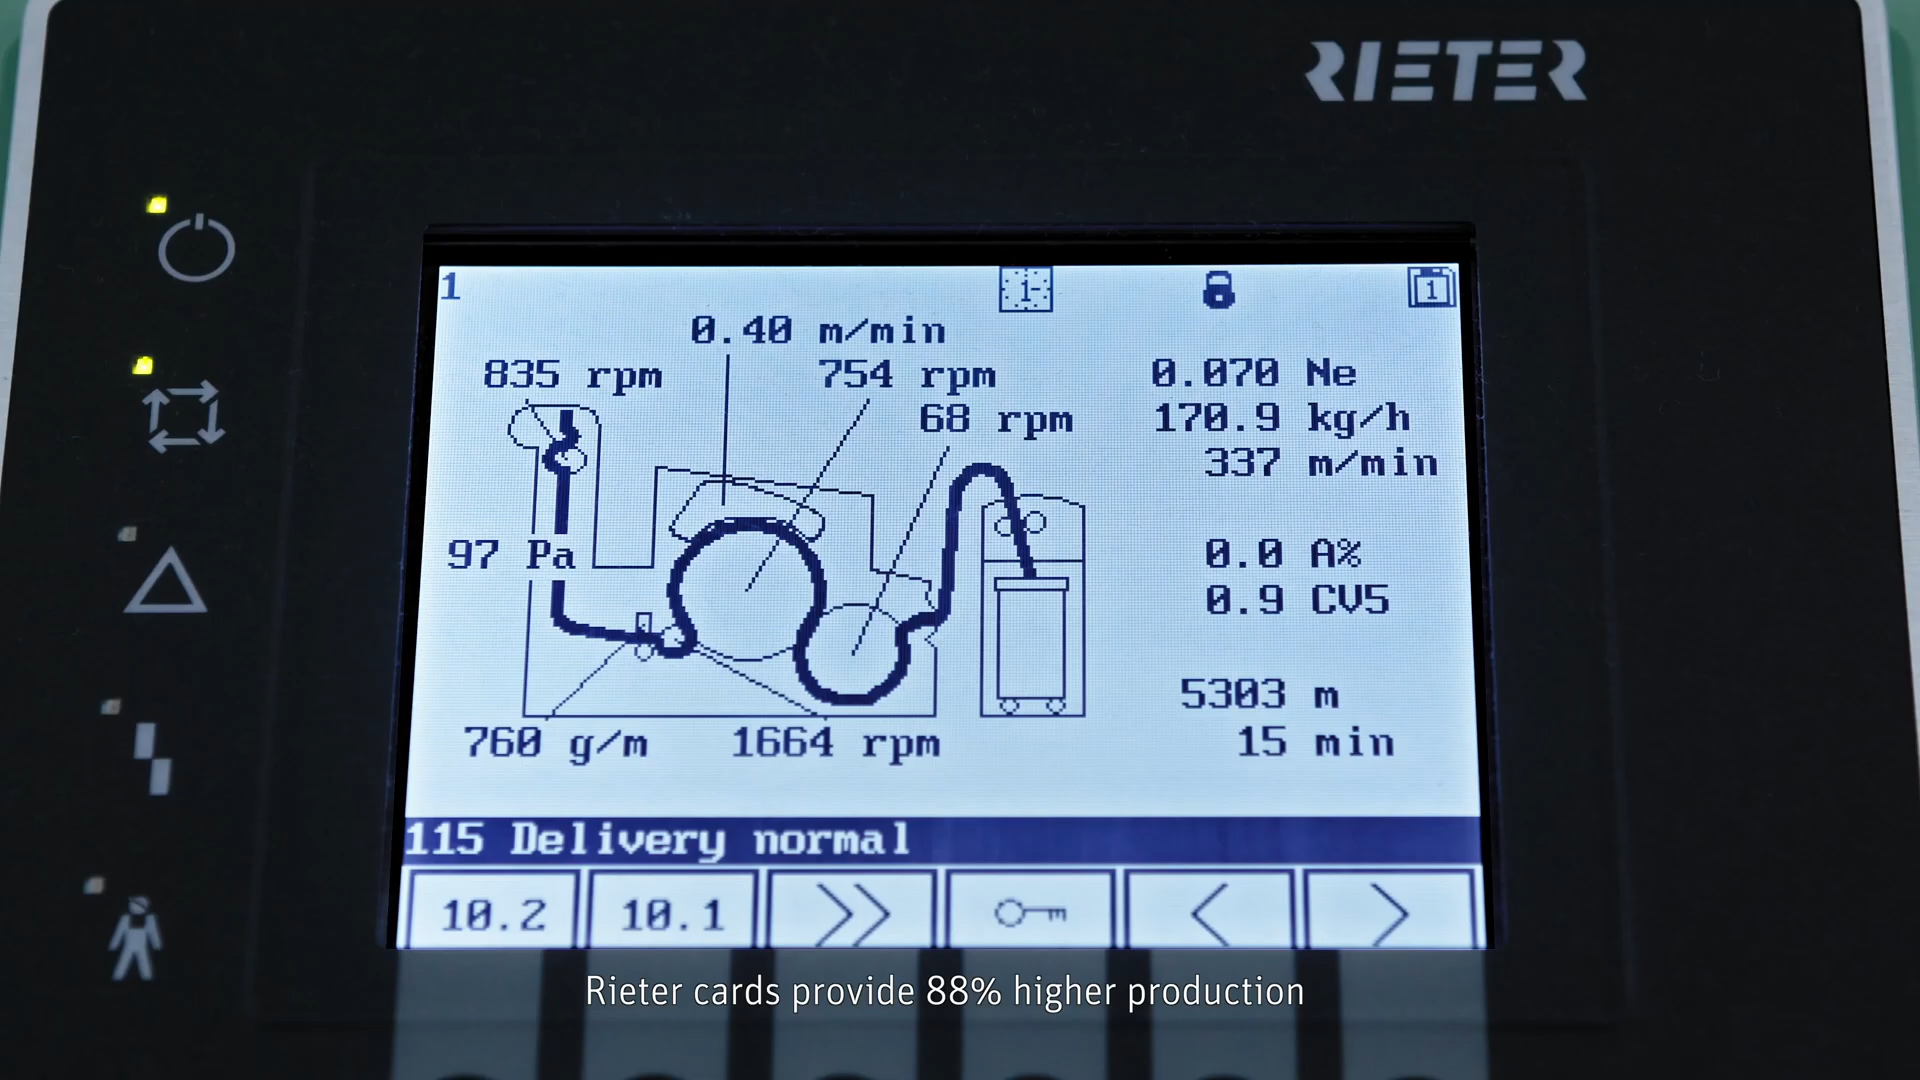 RIETER
1
1
1
0.40 m/min
835 rpm
754 rpm
0.070 Ne
68 rpm
170.9 kg/h
337 m/min
97 Pa
0.0 A%
0.9 CV5
5303 m
760 g/m
1664 rpm
15 min
115 Delivery normal
10.2
10.1
Rieter cards provide 88% higher production